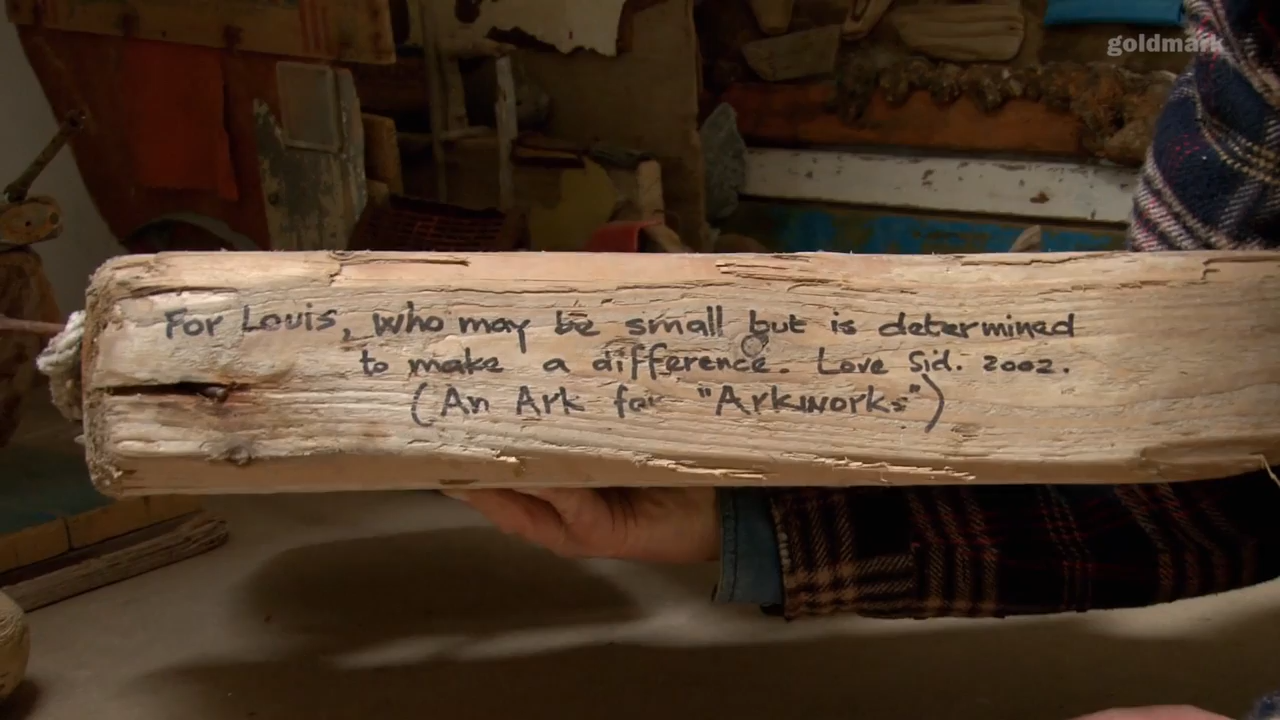 goldmark
For Louis, who may be small but is determined
to make a difference. Love Sid. 2002.
(An Ark for "Arkworks")